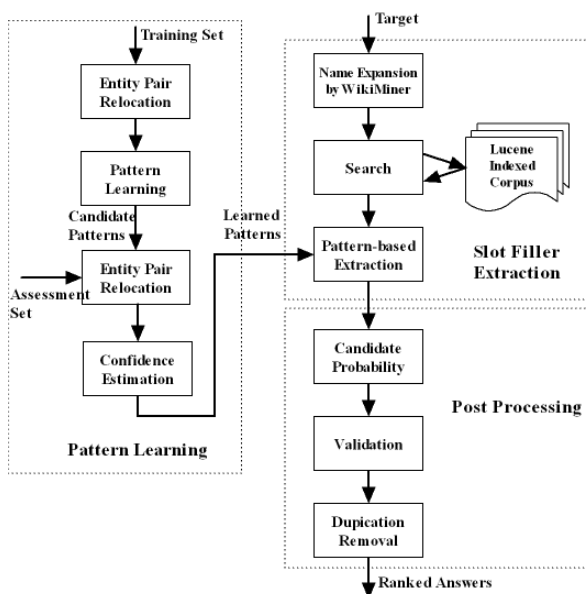 Training Set
Entity Pair
Relocation
Pattern
Learning
Candidate
Patterns
Entity Pair
Relocation
Assessment
Set
Confidence
Estimation
Pattern Learning
Learned
Patterns
Target
Name Expansion
by WikiMiner
Search
Lucene
Indexed
Corpus
Pattern-based
Extraction
Slot Filler
Extraction
Candidate
Probability
Validation
Dupication
Removal
Post Processing
Ranked Answers